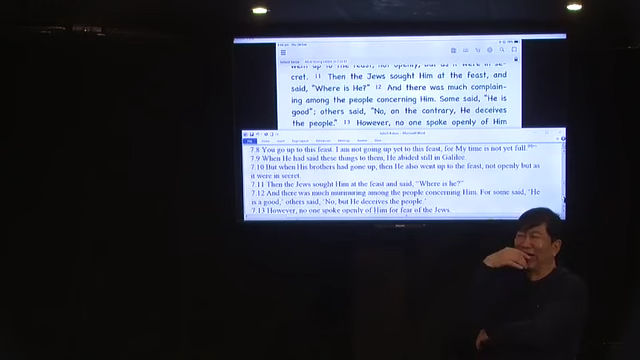 went up to the feast, not openly, but as it were in se-
cret. 11 Then the Jews sought Him at the feast, and
said, "Where is He?" 12 And there was much complain-
ing among the people concerning Him. Some said, "He is
good"; others said, "No, on the contrary, He deceives
the people." 13 However, no one spoke openly of Him
7.8 You go up to this feast. I am not going up yet to this feast, for My time is not yet full.
7.9 When He had said these things to them, He abided still in Galilee.
7.10 But when His brothers had gone up, then He also went up to the feast, not openly but as
it were in secret.
7.11 Then the Jews sought Him at the feast and said, "Where is he?"
7.12 And there was much murmuring among the people concerning Him. For some said, 'He
is a good,' others said, 'No, but He deceives the people.'
7.13 However, no one spoke openly of Him for fear of the Jews.